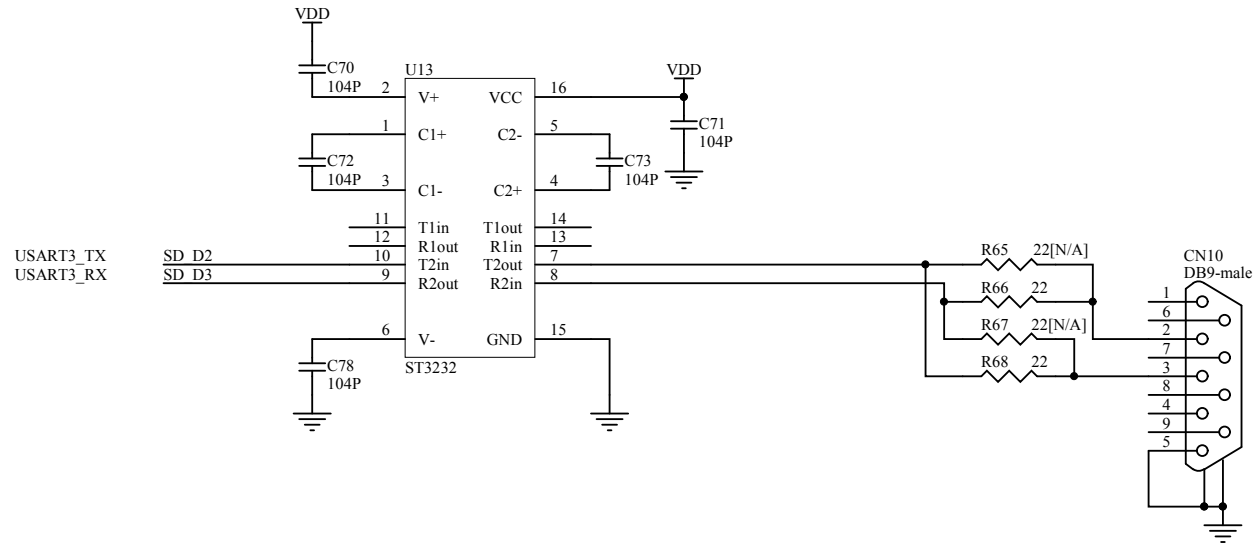 VDD
C70
104P
U13
VDD
2
V+
VCC
16
C71
104P
1
C1+
C2-
5
C72
104P
C73
104P
3
C1-
C2+
4
11
T1in
T1out
14
12
R1out
R1in
13
USART3_TX
SD_D2
10
T2in
T2out
7
USART3_RX
SD_D3
9
R2out
R2in
8
R65
22[N/A]
R66
22
R67
22[N/A]
R68
22
CN10
DB9-male
1
6
2
7
3
8
4
9
5
6
V-
GND
15
C78
104P
ST3232